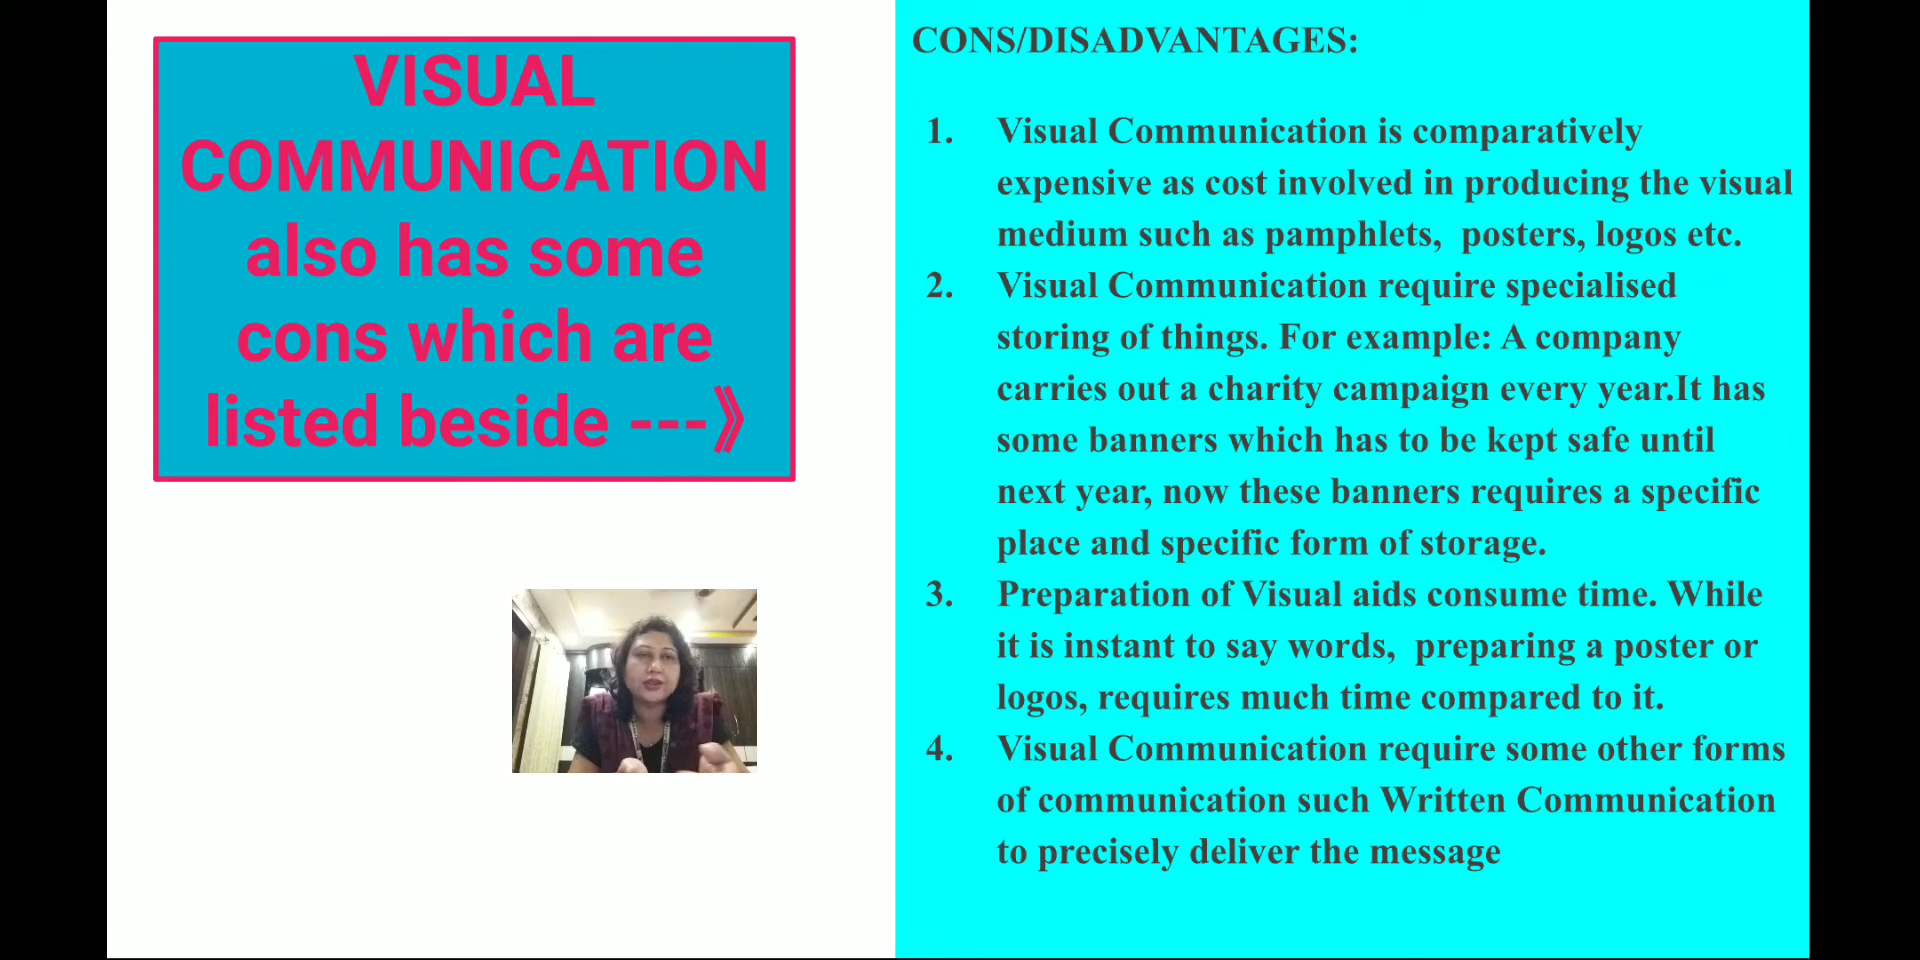 VISUAL
COMMUNICATION
also has some
cons which are
listed beside ---》
CONS/DISADVANTAGES:
1. Visual Communication is comparatively
expensive as cost involved in producing the visual
medium such as pamphlets,  posters, logos etc.
2. Visual Communication require specialised
storing of things. For example: A company
carries out a charity campaign every year.It has
some banners which has to be kept safe until
next year, now these banners requires a specific
place and specific form of storage.
3. Preparation of Visual aids consume time. While
it is instant to say words,  preparing a poster or
logos, requires much time compared to it.
4. Visual Communication require some other forms
of communication such Written Communication
to precisely deliver the message